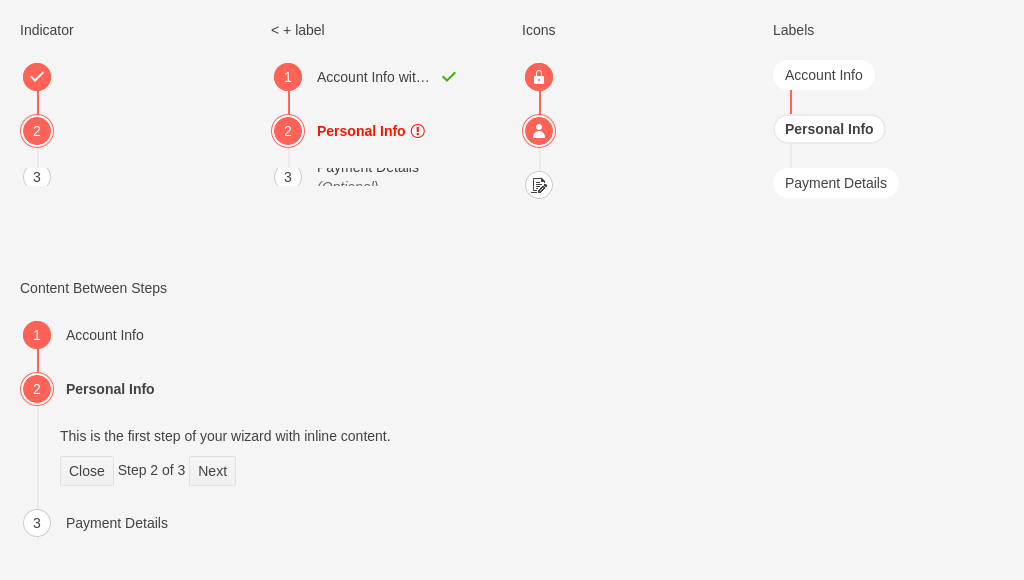 Indicator
2
3
< + label
1 Account Info wit...
2 Personal Info
3 Payment Details
(Optional)
Icons
Labels
Account Info
Personal Info
Payment Details
Content Between Steps
1 Account Info
2 Personal Info
This is the first step of your wizard with inline content.
Close Step 2 of 3 Next
3 Payment Details